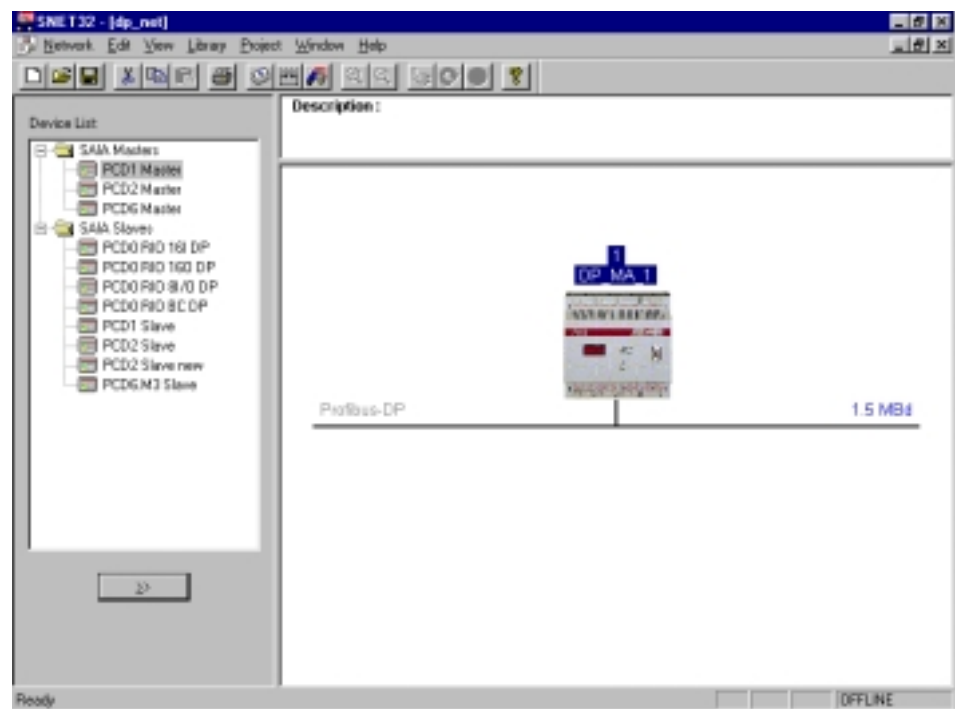 SNET32 - [dp_net]
Network Edit View Library Project Window Help
Description:
Device List:
SAIA Masters
PCD1 Master
PCD2 Master
PCD6 Master
SAIA Slaves
PCD0 RIO 16I DP
PCD0 RIO 16O DP
PCD0 RIO 8I/O DP
PCD0 RIO 8C DP
PCD1 Slave
PCD2 Slave
PCD2 Slave new
PCD6.M3 Slave
>>
1
DP_MA_1
Profibus-DP
1.5 MBd
Ready
OFFLINE